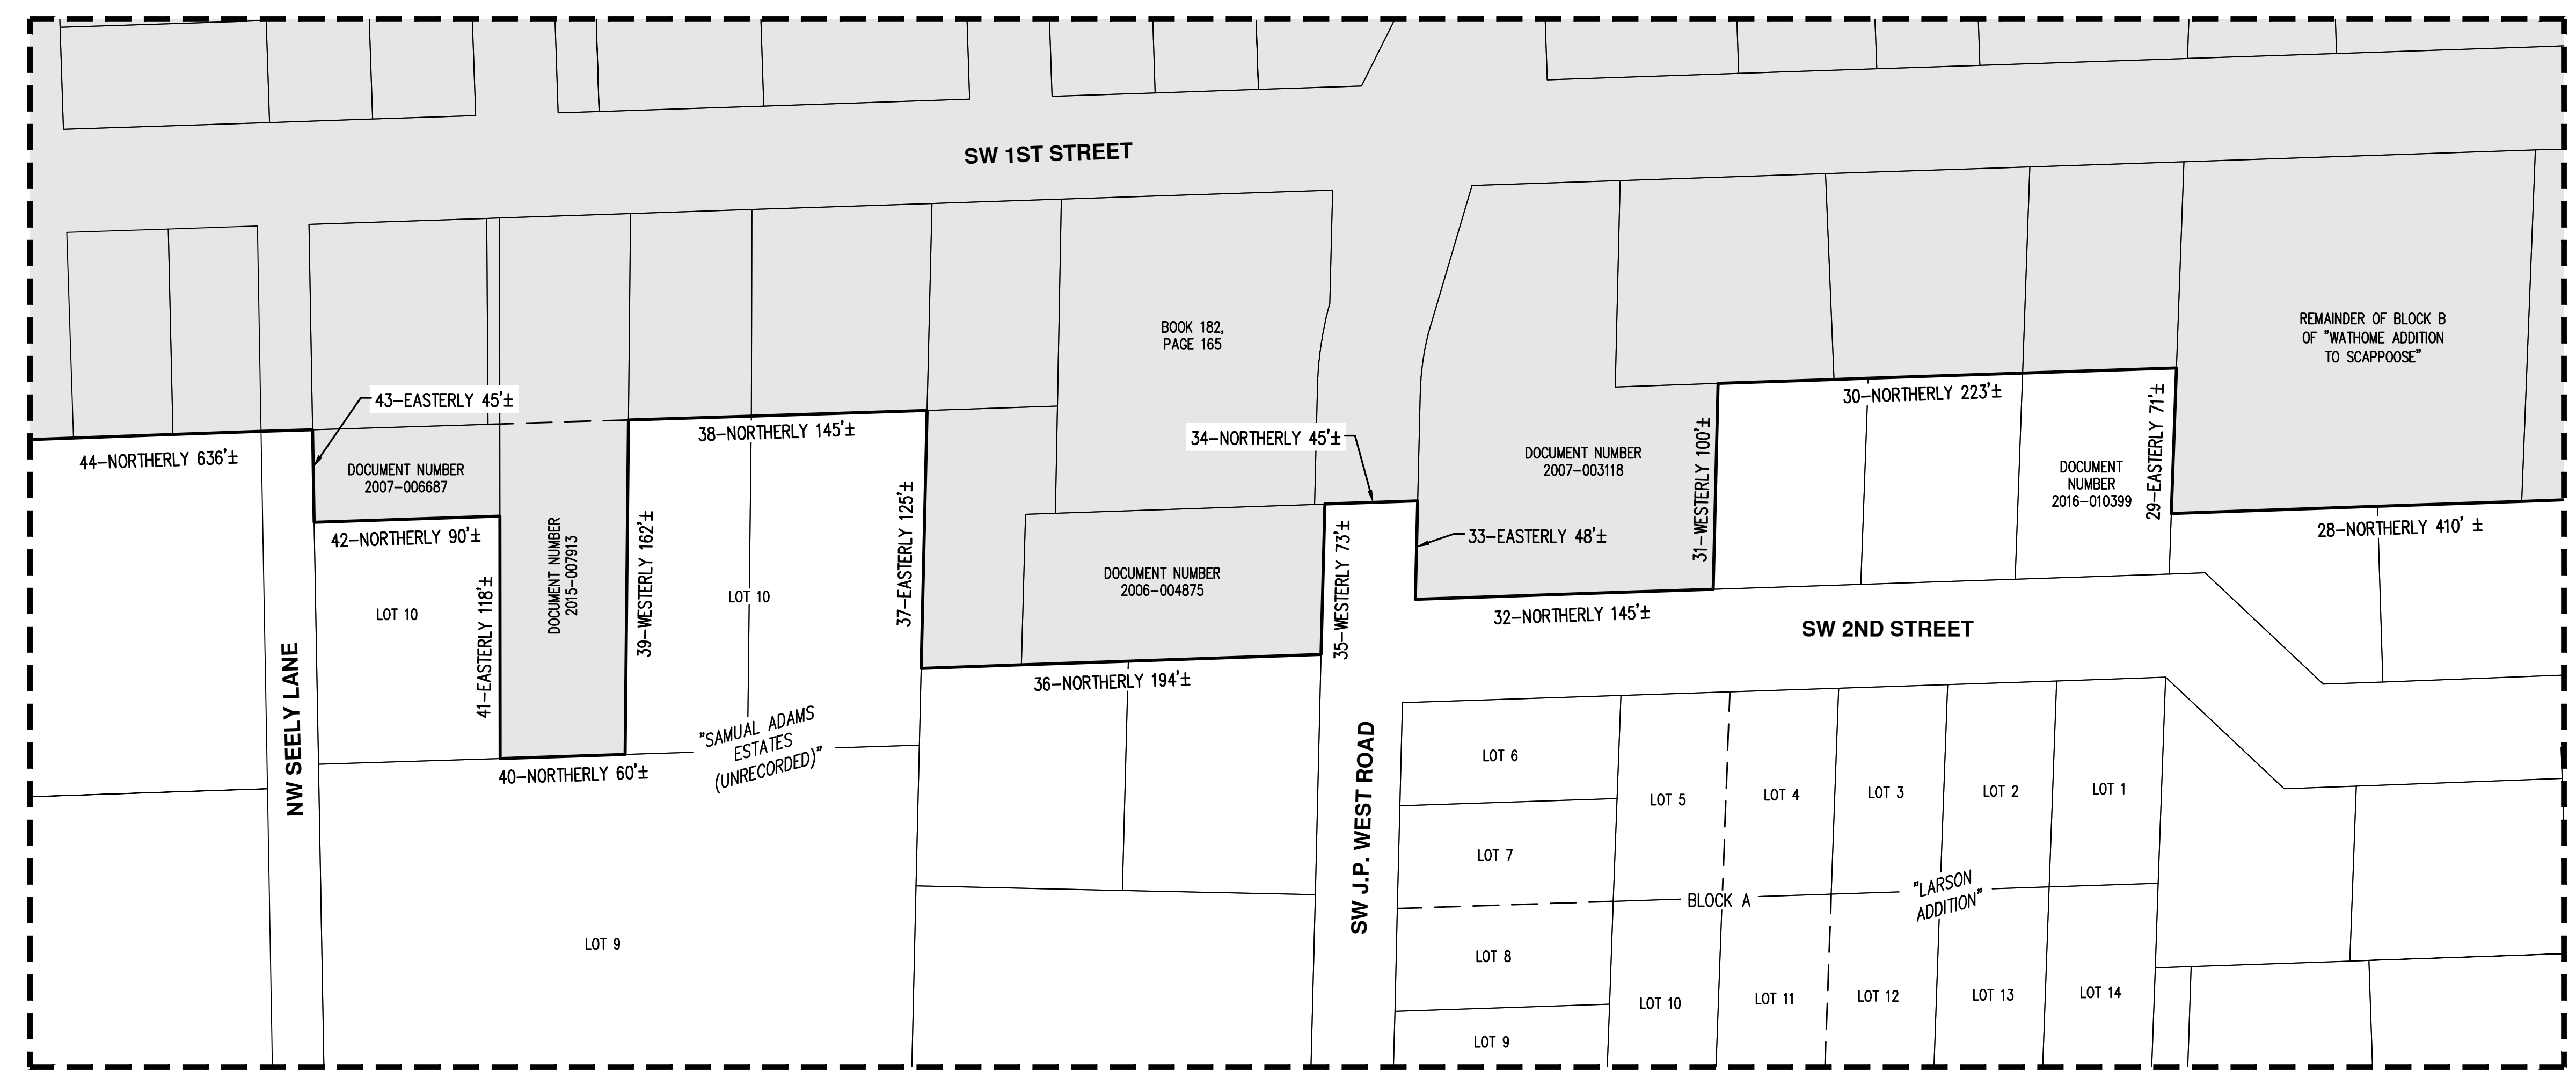 SW 1ST STREET
BOOK 182,
PAGE 165
REMAINDER OF BLOCK B
OF "WATHOME ADDITION
TO SCAPPOOSE"
43-EASTERLY 45'±
44-NORTHERLY 636'±
DOCUMENT NUMBER
2007-006687
42-NORTHERLY 90'±
LOT 10
41-EASTERLY 118'±
DOCUMENT NUMBER
2015-007913
39-WESTERLY 162'±
38-NORTHERLY 145'±
LOT 10
37-EASTERLY 125'±
34-NORTHERLY 45'±
DOCUMENT NUMBER
2006-004875
35-WESTERLY 73'±
36-NORTHERLY 194'±
DOCUMENT NUMBER
2007-003118
33-EASTERLY 48'±
31-WESTERLY 100'±
32-NORTHERLY 145'±
30-NORTHERLY 223'±
DOCUMENT
NUMBER
2016-010399
29-EASTERLY 71'±
28-NORTHERLY 410' ±
SW 2ND STREET
NW SEELY LANE
40-NORTHERLY 60'±
"SAMUAL ADAMS
ESTATES
(UNRECORDED)"
LOT 9
SW J.P. WEST ROAD
LOT 6
LOT 5
LOT 4
LOT 3
LOT 2
LOT 1
LOT 7
BLOCK A
"LARSON
ADDITION"
LOT 8
LOT 10
LOT 11
LOT 12
LOT 13
LOT 14
LOT 9